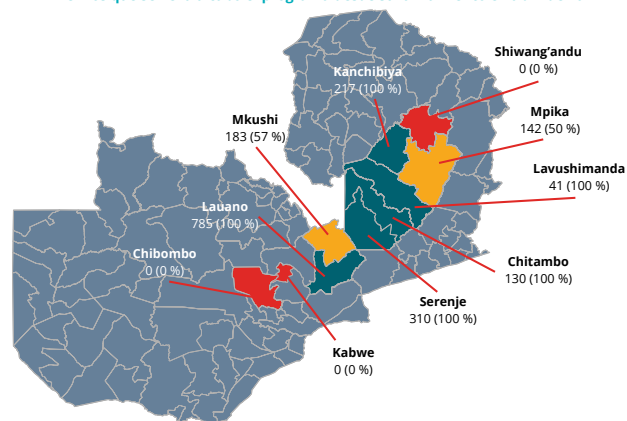 Shiwang'andu
0 (0 %)
Kanchibiya
217 (100 %)
Mpika
142 (50 %)
Mkushi
183 (57 %)
Lavushimanda
41 (100 %)
Lauano
785 (100 %)
Chibombo
0 (0 %)
Chitambo
130 (100 %)
Serenje
310 (100 %)
Kabwe
0 (0 %)